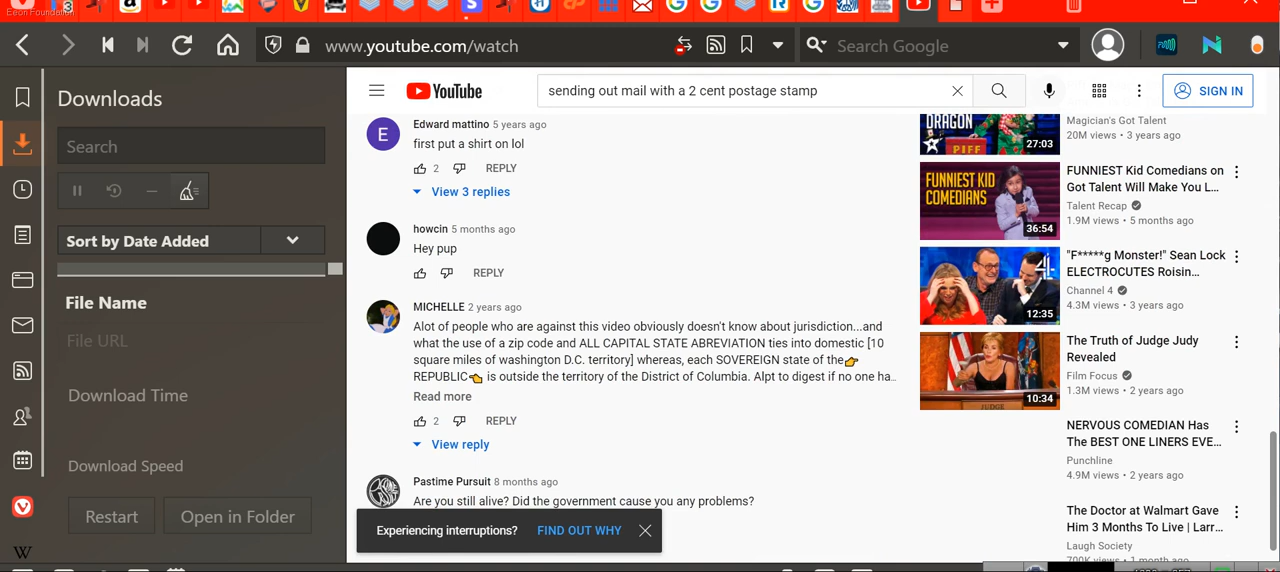 Eeon Foundation
www.youtube.com/watch
Search Google
Downloads
Search
Sort by Date Added
File Name
File URL
Download Time
Download Speed
Restart
Open in Folder
YouTube
sending out mail with a 2 cent postage stamp
SIGN IN
E
Edward mattino 5 years ago
first put a shirt on lol
2 REPLY
View 3 replies
howcin 5 months ago
Hey pup
REPLY
MICHELLE 2 years ago
Alot of people who are against this video obviously doesn't know about jurisdiction...and
what the use of a zip code and ALL CAPITAL STATE ABREVIATION ties into domestic [10
square miles of washington D.C. territory] whereas, each SOVEREIGN state of the👉
REPUBLIC👈 is outside the territory of the District of Columbia. Alpt to digest if no one ha...
Read more
2 REPLY
View reply
Pastime Pursuit 8 months ago
Are you still alive? Did the government cause you any problems?
Experiencing interruptions? FIND OUT WHY
DRAGON
PIFF
27:03
Magician's Got Talent
20M views • 3 years ago
FUNNIEST KID
COMEDIANS
36:54
FUNNIEST Kid Comedians on
Got Talent Will Make You L...
Talent Recap
1.9M views • 5 months ago
4
12:35
"F*****g Monster!" Sean Lock
ELECTROCUTES Roisin...
Channel 4
4.3M views • 3 years ago
JUDGE
10:34
The Truth of Judge Judy
Revealed
Film Focus
1.3M views • 2 years ago
NERVOUS COMEDIAN Has
The BEST ONE LINERS EVE...
Punchline
4.9M views • 2 years ago
The Doctor at Walmart Gave
Him 3 Months To Live | Larr...
Laugh Society
700K views • 1 month ago
W